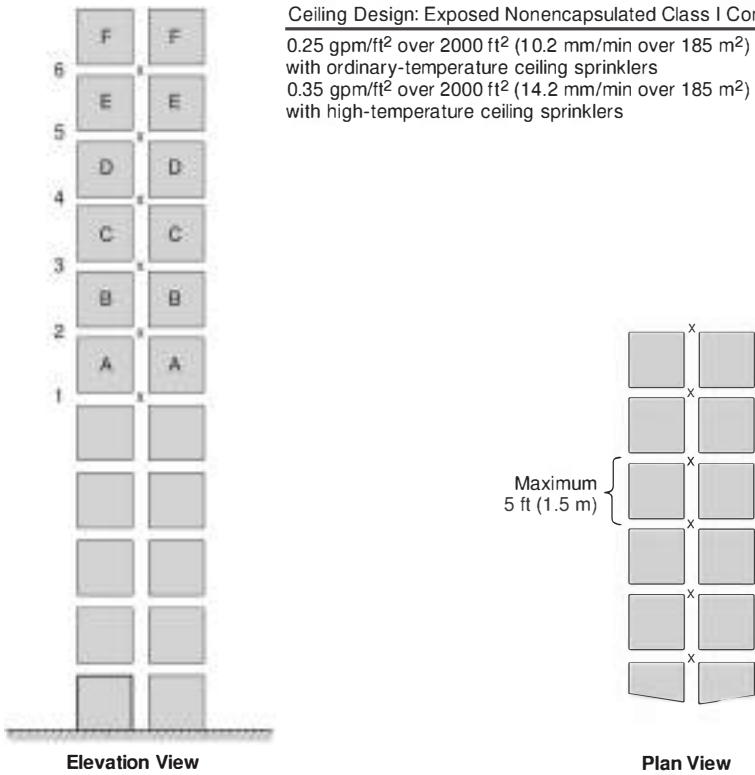 Ceiling Design: Exposed Nonencapsulated Class I Com
0.25 gpm/ft² over 2000 ft² (10.2 mm/min over 185 m²)
with ordinary-temperature ceiling sprinklers
0.35 gpm/ft² over 2000 ft² (14.2 mm/min over 185 m²)
with high-temperature ceiling sprinklers
F F
6 x
E E
5 x
D D
4 x
C C
3 x
B B
2 x
A A
1 x
x
x
x
Maximum
5 ft (1.5 m)
x
x
x
Elevation View
Plan View